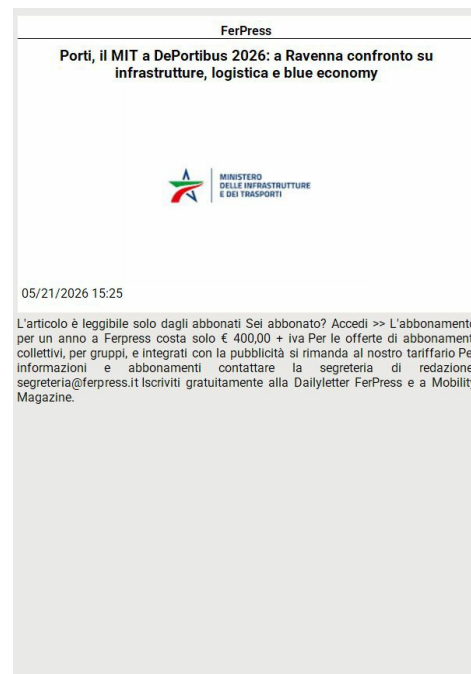 FerPress
Porti, il MIT a DePortibus 2026: a Ravenna confronto su
infrastrutture, logistica e blue economy
MINISTERO
DELLE INFRASTRUTTURE
E DEI TRASPORTI
05/21/2026 15:25
L'articolo è leggibile solo dagli abbonati Sei abbonato? Accedi >> L'abbonamento
per un anno a Ferpress costa solo € 400,00 + iva Per le offerte di abbonament
collettivi, per gruppi, e integrati con la pubblicità si rimanda al nostro tariffario Pe
informazioni e abbonamenti contattare la segreteria di redazione
segreteria@ferpress.it Iscriviti gratuitamente alla Dailyletter FerPress e a Mobility
Magazine.